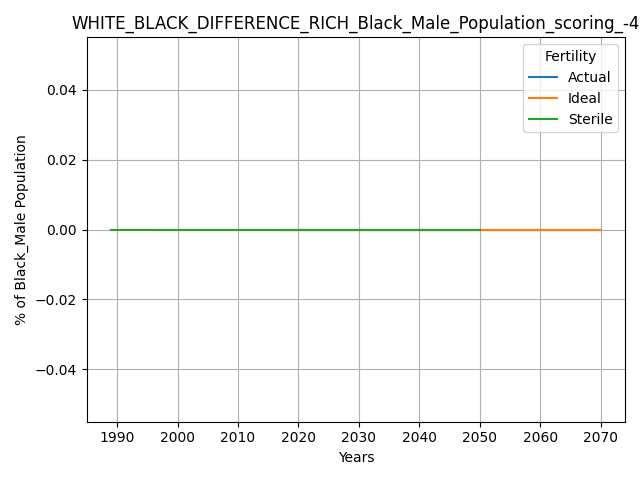 WHITE_BLACK_DIFFERENCE_RICH_Black_Male_Population_scoring_-4
Fertility
Actual
Ideal
Sterile
0.04
0.02
0.00
−0.02
−0.04
% of Black_Male Population
1990 2000 2010 2020 2030 2040 2050 2060 2070
Years